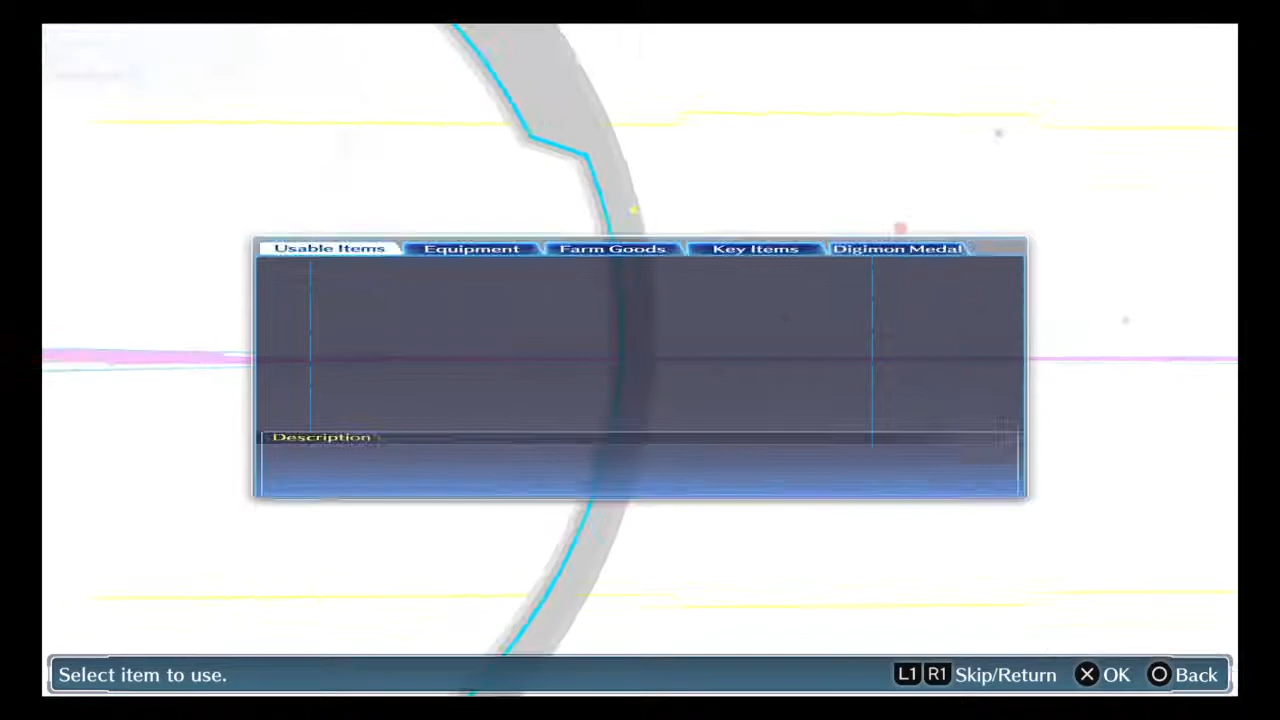 Usable Items Equipment Farm Goods Key Items Digimon Medal
Description
Select item to use. L1 R1 Skip/Return OK Back